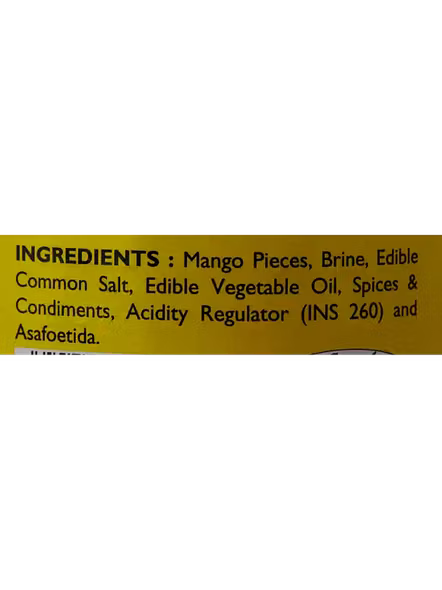 INGREDIENTS : Mango Pieces, Brine, Edible
Common Salt, Edible Vegetable Oil, Spices &
Condiments, Acidity Regulator (INS 260) and
Asafoetida.